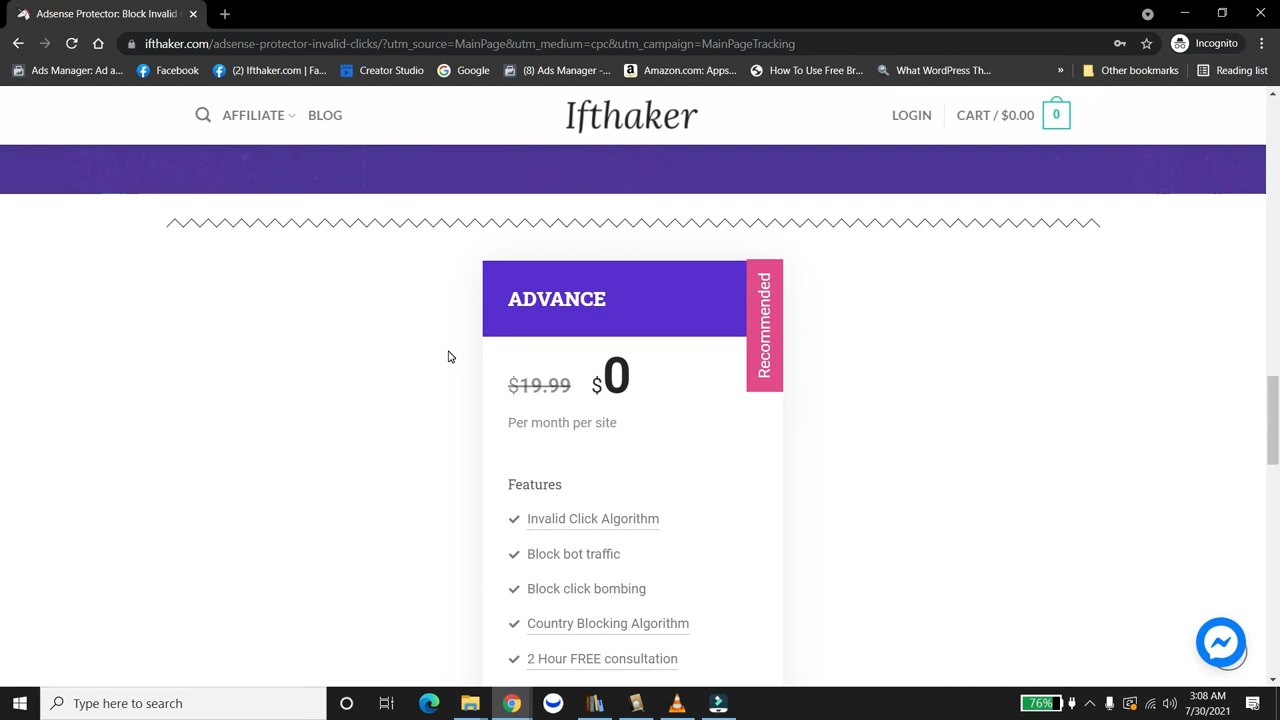 Adsense Protector: Block Invalid
ifthaker.com/adsense-protector-invalid-clicks/?utm_source=MainPage&utm_medium=cpc&utm_campaign=MainPageTracking
Incognito
Ads Manager: Ad a...
Facebook
(2) Ifthaker.com | Fa...
Creator Studio
Google
(8) Ads Manager -...
Amazon.com: Apps...
How To Use Free Br...
What WordPress Th...
»
Other bookmarks
Reading list
AFFILIATE
BLOG
Ifthaker
LOGIN
CART / $0.00
0
ADVANCE
Recommended
$19.99 $0
Per month per site
Features
Invalid Click Algorithm
Block bot traffic
Block click bombing
Country Blocking Algorithm
2 Hour FREE consultation
Type here to search
76%
3:08 AM
7/30/2021